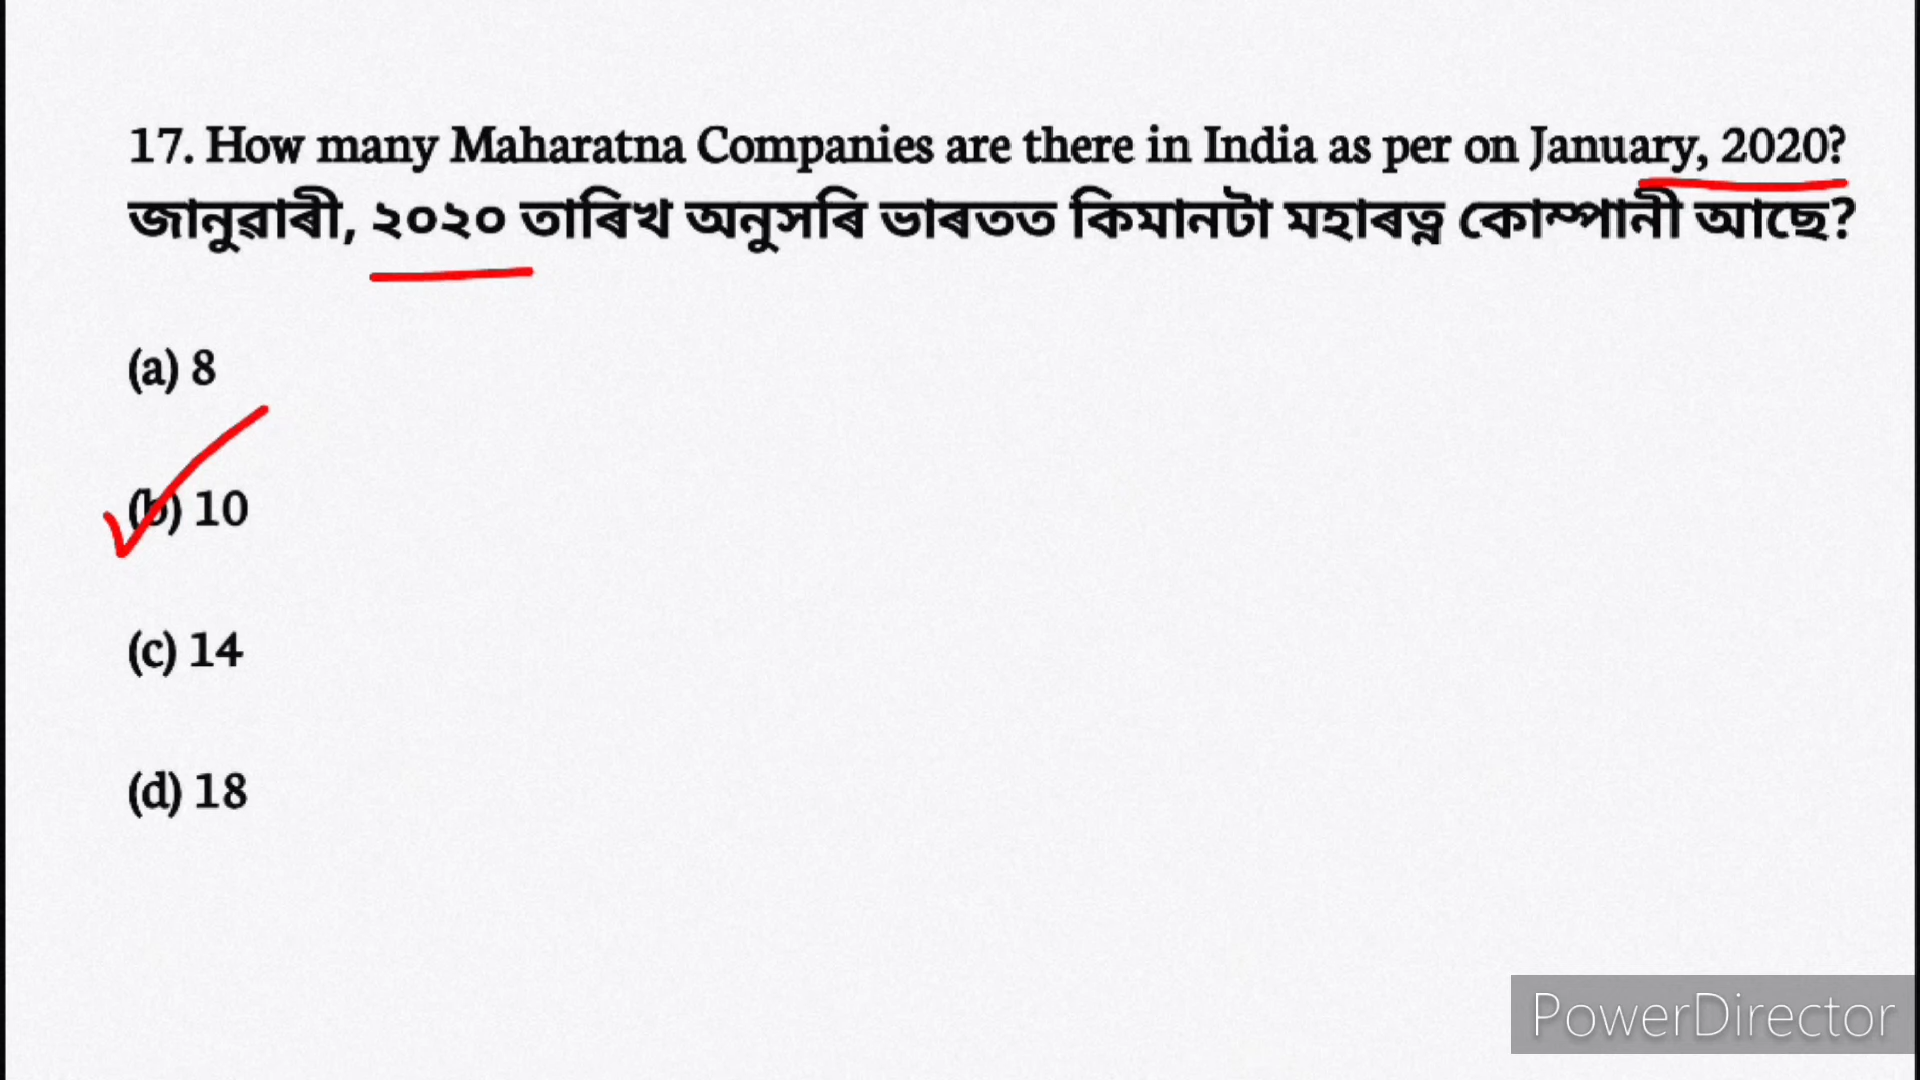 17. How many Maharatna Companies are there in India as per on January, 2020?
জানুৱাৰী, ২০২০ তাৰিখ অনুসৰি ভাৰতত কিমানটা মহাৰত্ন কোম্পানী আছে?
(a) 8
(b) 10
(c) 14
(d) 18
PowerDirector